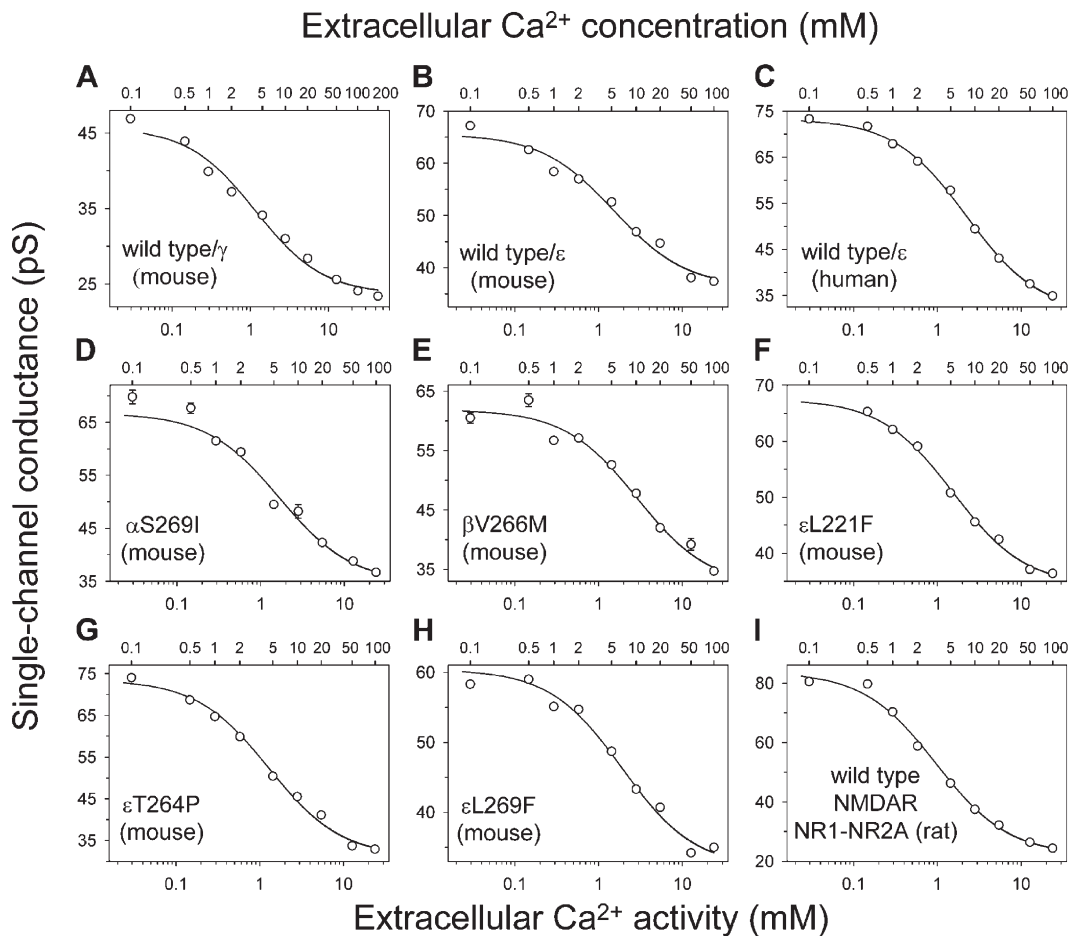 Extracellular Ca²⁺ concentration (mM)
A B C
0.1 0.5 1 2 5 10 20 50 100 200
0.1 0.5 1 2 5 10 20 50 100
0.1 0.5 1 2 5 10 20 50 100
45
35
25
wild type/γ
(mouse)
0.1 1 10
70
60
50
40
wild type/ε
(mouse)
0.1 1 10
75
65
55
45
35
wild type/ε
(human)
0.1 1 10
D E F
0.1 0.5 1 2 5 10 20 50 100
0.1 0.5 1 2 5 10 20 50 100
0.1 0.5 1 2 5 10 20 50 100
Single-channel conductance (pS)
65
55
45
35
αS269I
(mouse)
0.1 1 10
65
55
45
35
βV266M
(mouse)
0.1 1 10
70
60
50
40
εL221F
(mouse)
0.1 1 10
G H I
0.1 0.5 1 2 5 10 20 50 100
0.1 0.5 1 2 5 10 20 50 100
0.1 0.5 1 2 5 10 20 50 100
75
65
55
45
35
εT264P
(mouse)
0.1 1 10
60
50
40
εL269F
(mouse)
0.1 1 10
80
60
40
20
wild type
NMDAR
NR1-NR2A (rat)
0.1 1 10
Extracellular Ca²⁺ activity (mM)